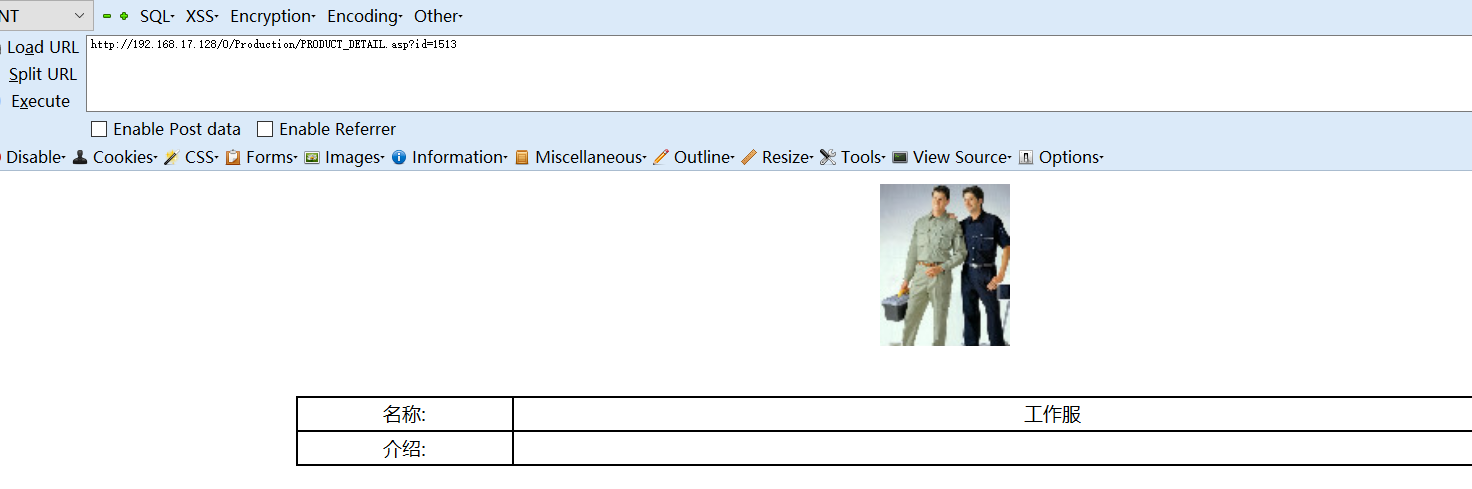 NT SQL XSS Encryption Encoding Other
Load URL http://192.168.17.128/0/Production/PRODUCT_DETAIL.asp?id=1513
Split URL
Execute
Enable Post data Enable Referrer
Disable Cookies CSS Forms Images Information Miscellaneous Outline Resize Tools View Source Options
名称: 工作服
介绍: